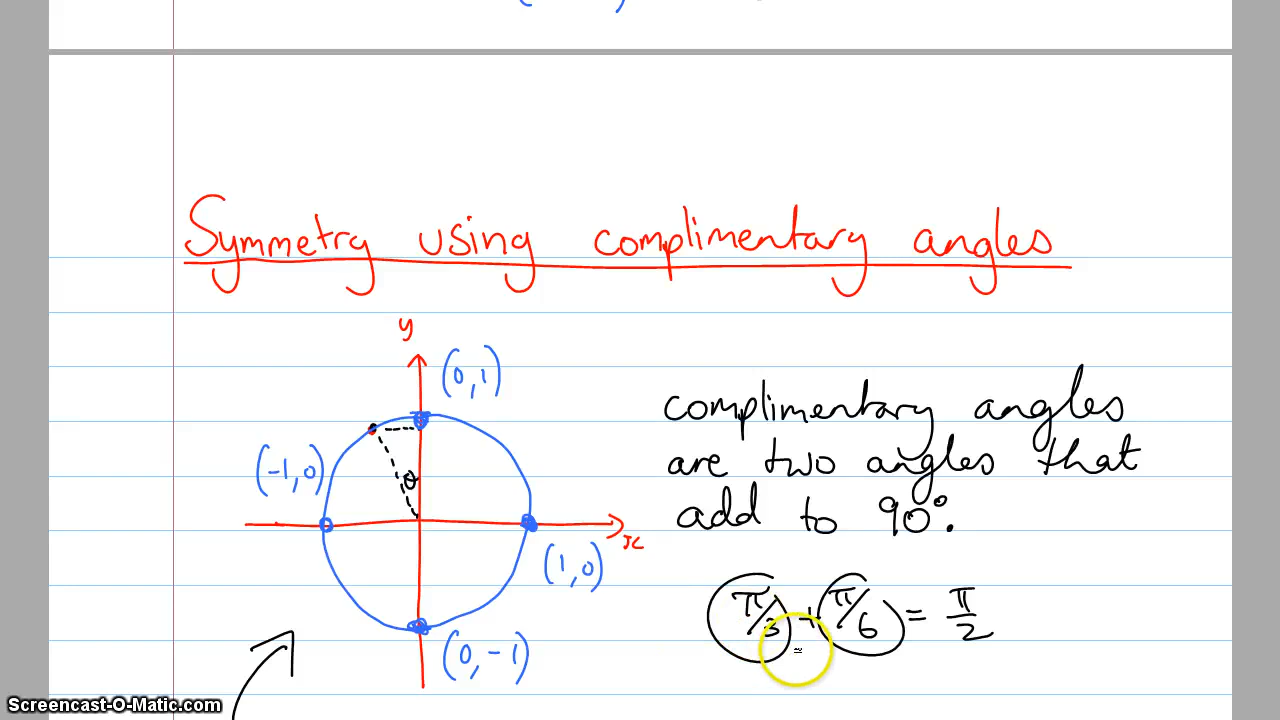 Symmetry using complimentary angles
y
(0, 1)
(-1, 0)
θ
x
(1, 0)
(0, -1)
complimentary angles
are two angles that
add to 90°.
π/3 + π/6 = π/2
Screencast-O-Matic.com